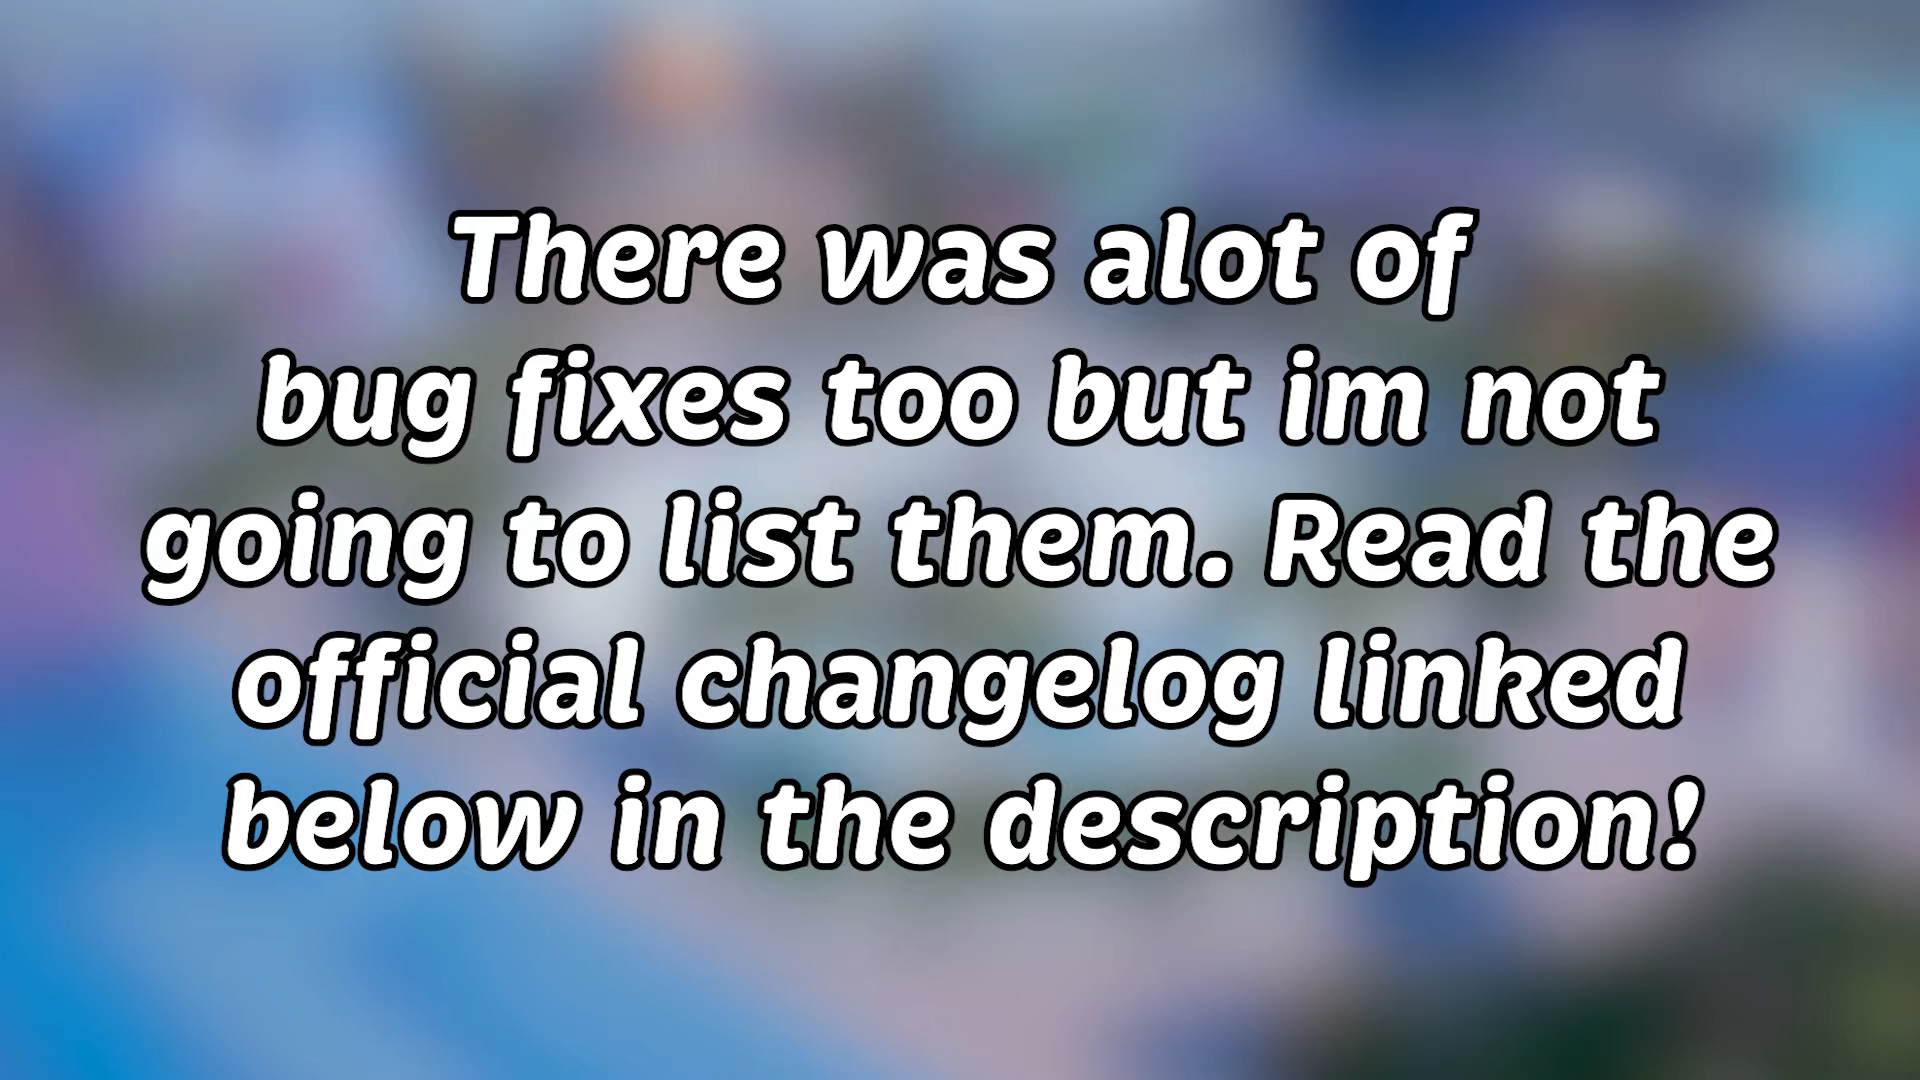 There was alot of
bug fixes too but im not
going to list them. Read the
official changelog linked
below in the description!